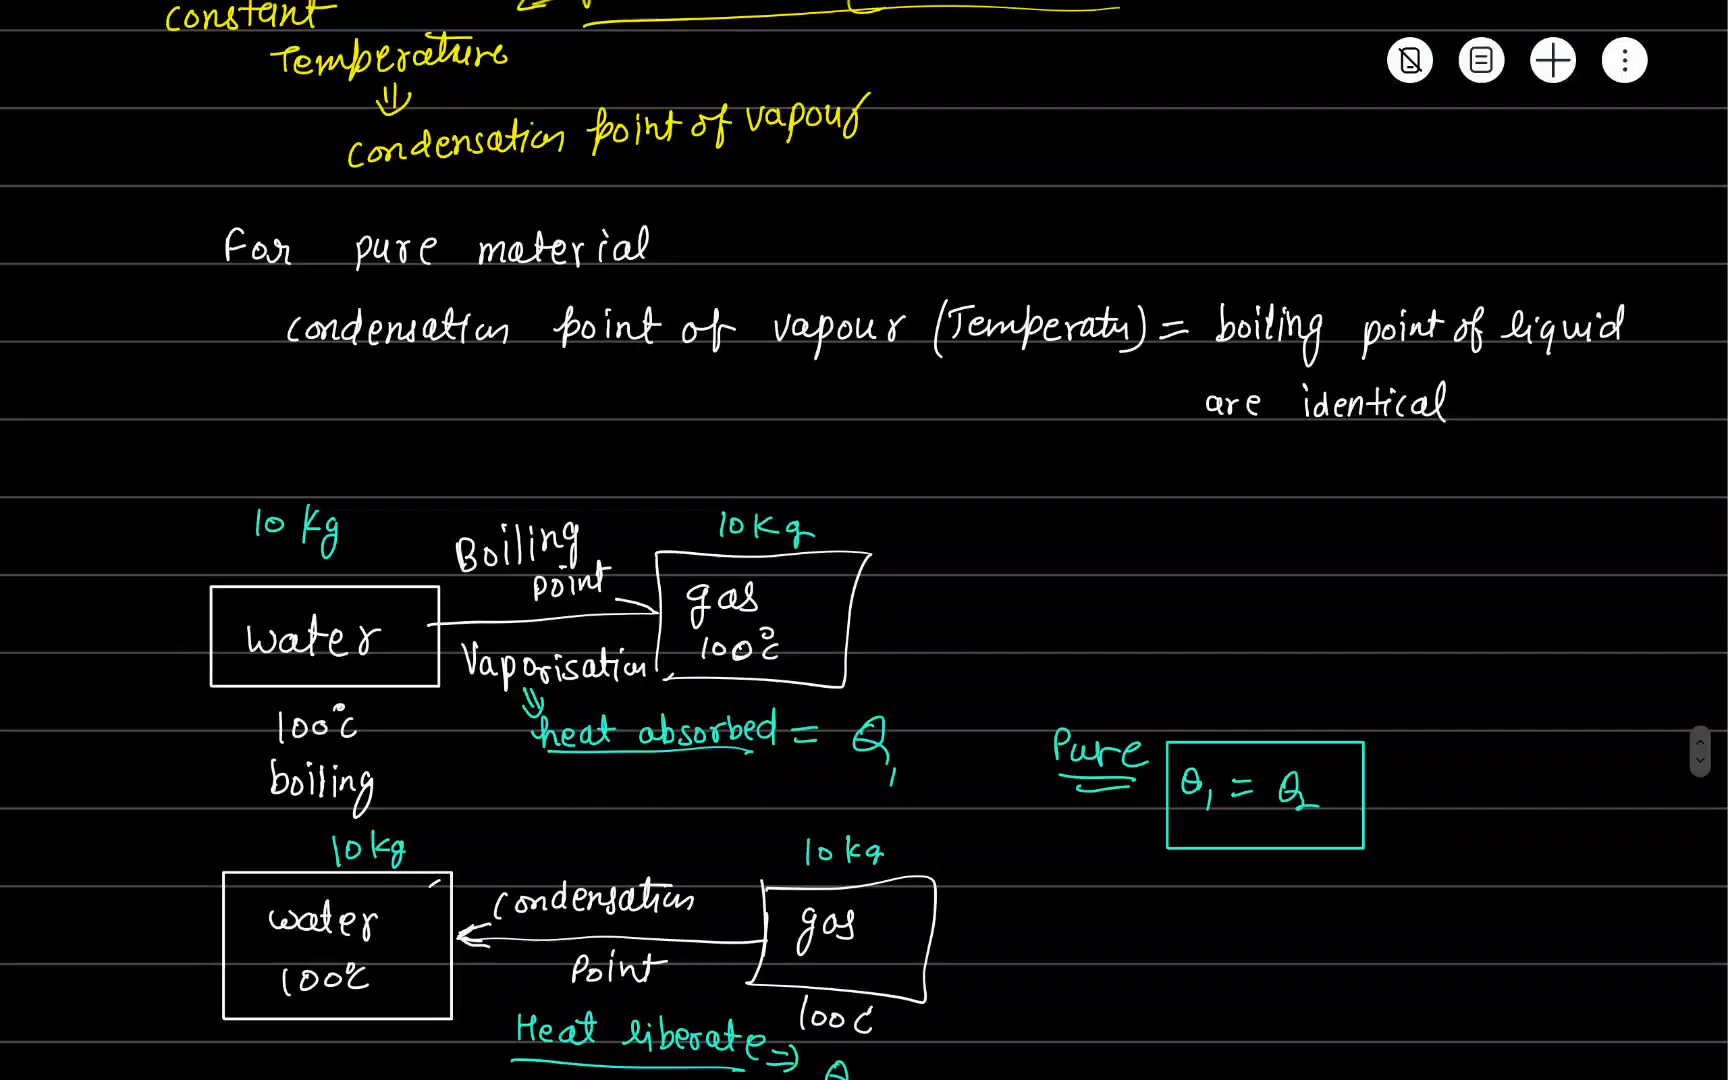 constant
Temperature
⇓
condensation point of vapour
For pure material
condensation point of vapour (Temperatu) = boiling point of liquid
are identical
10 kg
Boiling point
10 kg
water
gas
100°C
Vaporisation
100°C
boiling
⇓
heat absorbed = Q₁
Pure
Q₁ = Q₂
10 kg
10 kg
water
100°C
condensation
Point
gas
100 C
Heat liberate ⇒
Q